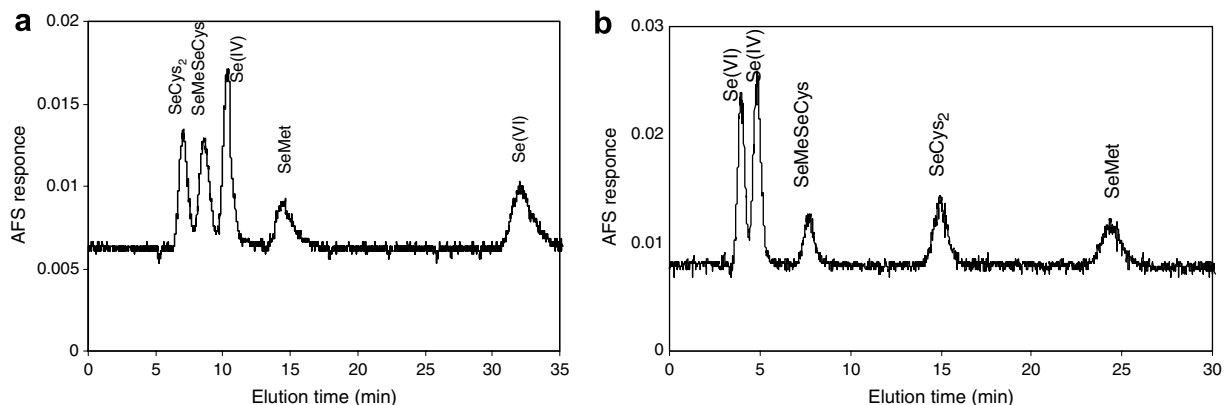 a
0.02
0.015
0.01
0.005
0
AFS responce
SeCys2
SeMeSeCys
Se(IV)
SeMet
Se(VI)
0 5 10 15 20 25 30 35
Elution time (min)
b
0.03
0.02
0.01
0
AFS responce
Se(VI)
Se(IV)
SeMeSeCys
SeCys2
SeMet
0 5 10 15 20 25 30
Elution time (min)